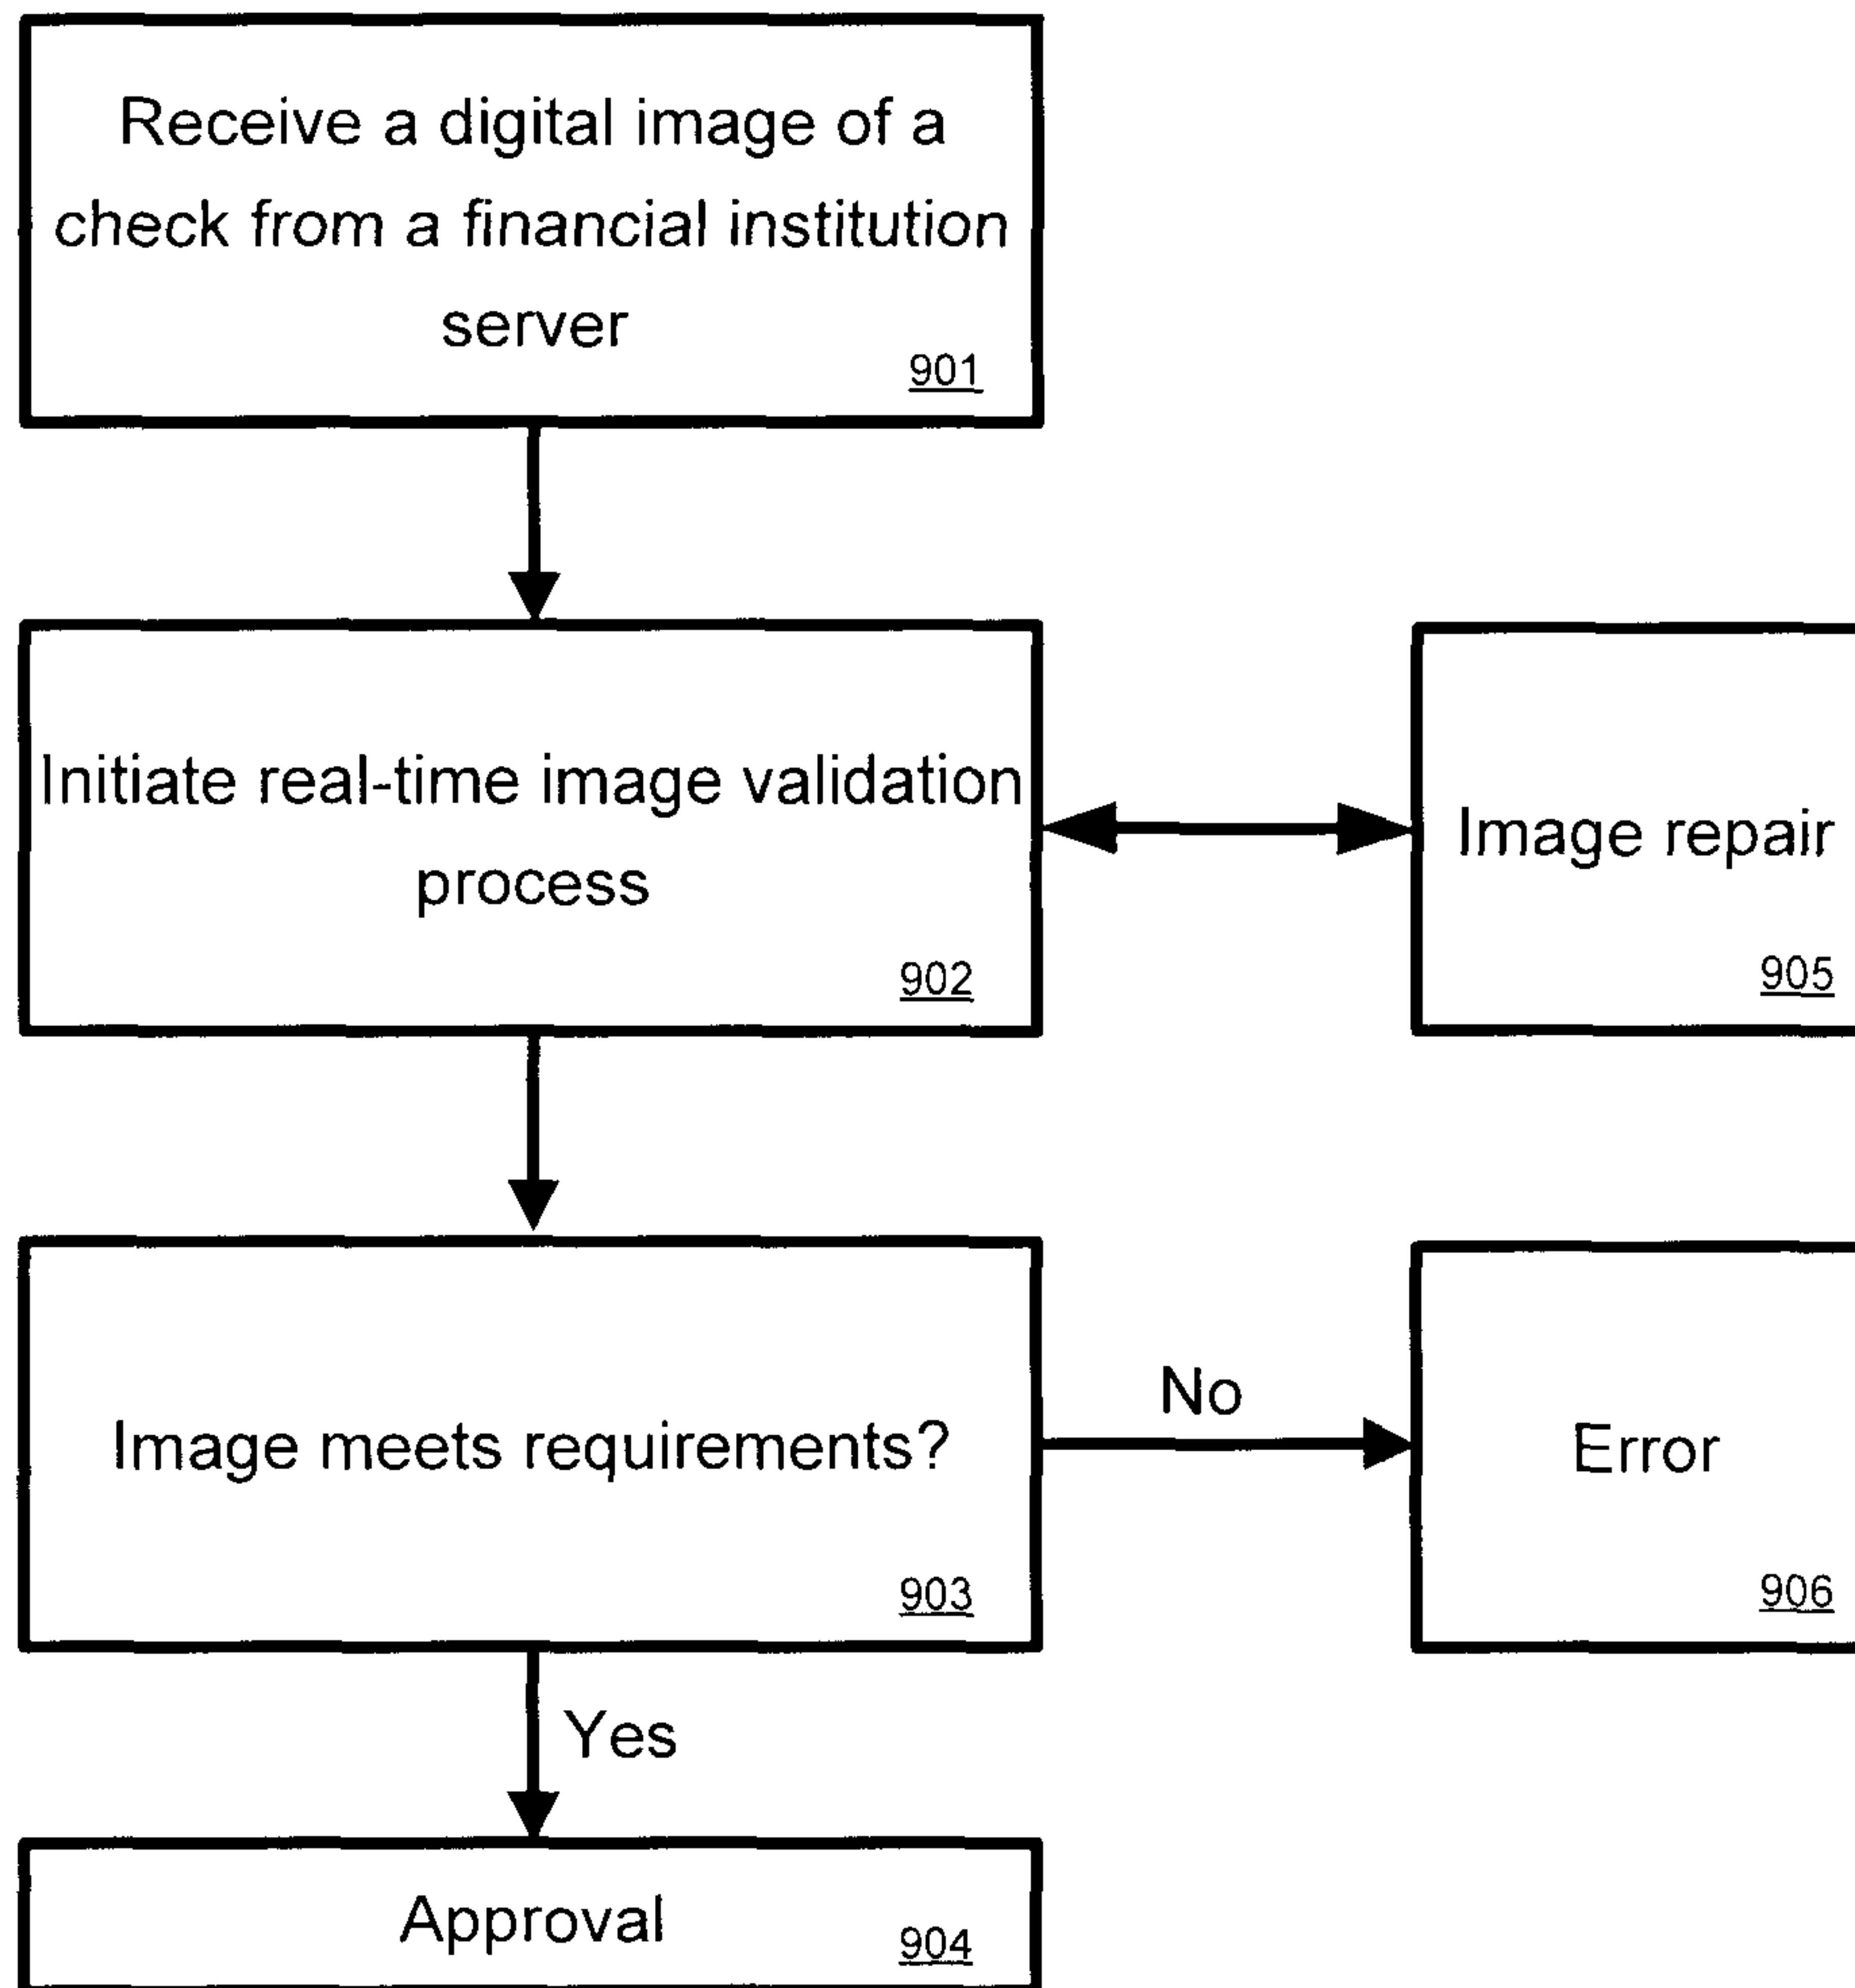 Receive a digital image of a
check from a financial institution
server
901
Initiate real-time image validation
process
902
Image repair
905
Image meets requirements?
903
No
Error
906
Yes
Approval
904